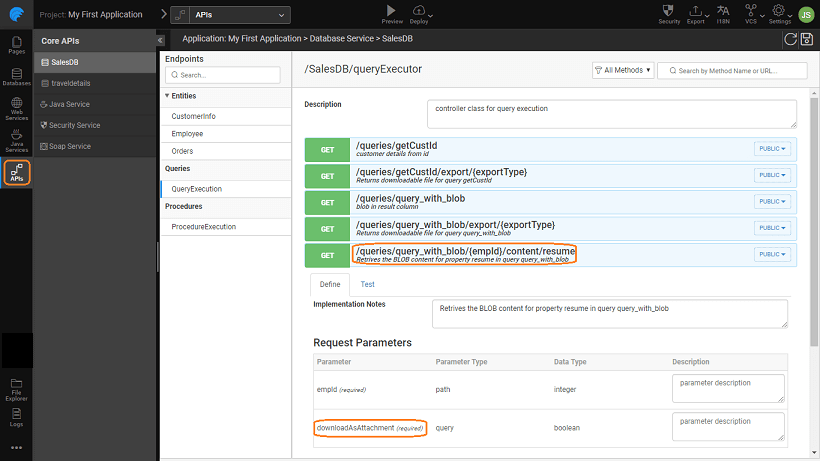 Project: My First Application
APIs
Preview
Deploy
Security
Export
I18N
VCS
Settings
JS
Pages
Databases
Web
Services
Java
Services
APIs
File
Explorer
Logs
Core APIs
SalesDB
traveldetails
Java Service
Security Service
Soap Service
Application: My First Application > Database Service > SalesDB
Endpoints
Search...
Entities
CustomerInfo
Employee
Orders
Queries
QueryExecution
Procedures
ProcedureExecution
/SalesDB/queryExecutor
All Methods
Search by Method Name or URL...
Description
controller class for query execution
GET
/queries/getCustId
customer details from id
PUBLIC
GET
/queries/getCustId/export/{exportType}
Returns downloadable file for query getCustId
PUBLIC
GET
/queries/query_with_blob
blob in result column
PUBLIC
GET
/queries/query_with_blob/export/{exportType}
Returns downloadable file for query query_with_blob
PUBLIC
GET
/queries/query_with_blob/{empId}/content/resume
Retrives the BLOB content for property resume in query query_with_blob
PUBLIC
Define
Test
Implementation Notes
Retrives the BLOB content for property resume in query query_with_blob
Request Parameters
Parameter Parameter Type Data Type Description
empId (required) path integer parameter description
downloadAsAttachment (required) query boolean parameter description